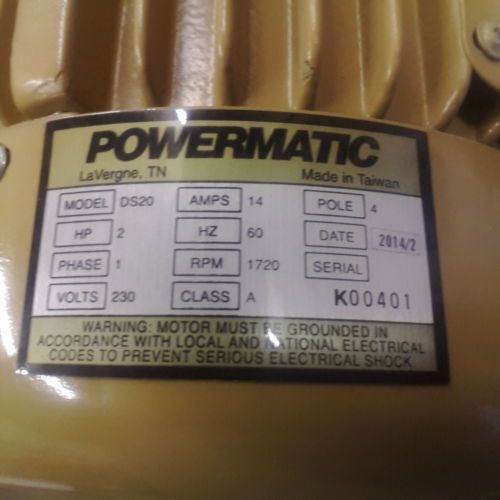 POWERMATIC
LaVergne, TN Made in Taiwan
MODEL DS20 AMPS 14 POLE 4
HP 2 HZ 60 DATE 2014/2
PHASE 1 RPM 1720 SERIAL
VOLTS 230 CLASS A K00401
WARNING: MOTOR MUST BE GROUNDED IN
ACCORDANCE WITH LOCAL AND NATIONAL ELECTRICAL
CODES TO PREVENT SERIOUS ELECTRICAL SHOCK